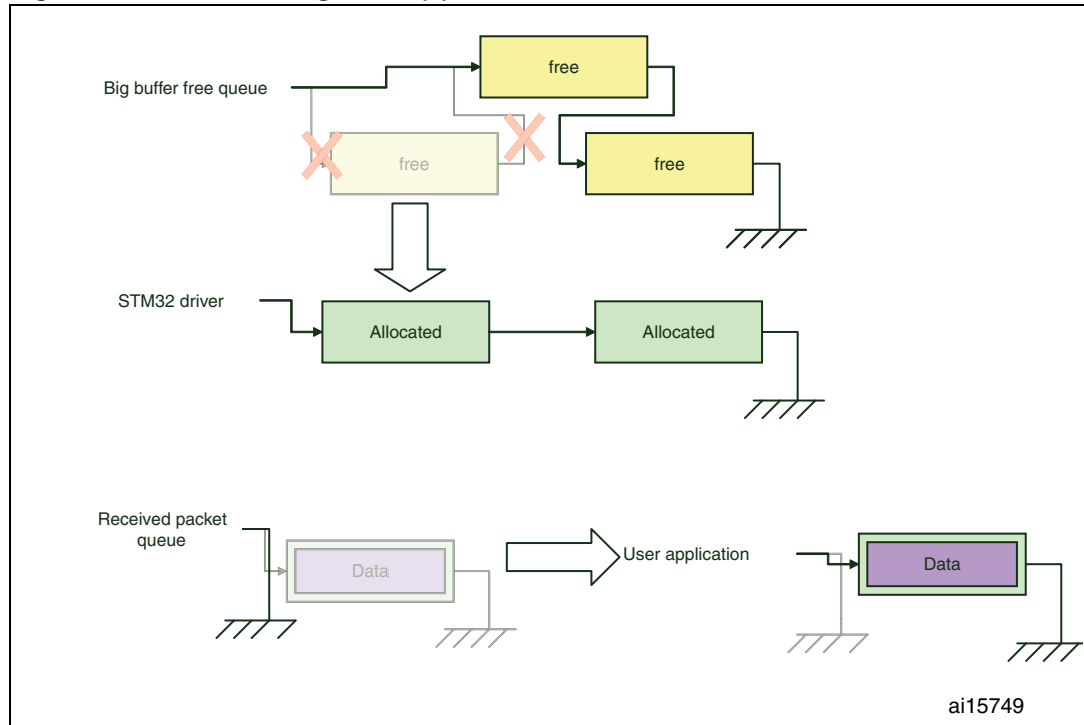 free
Big buffer free queue
free
free
STM32 driver
Allocated
Allocated
Received packet
queue
Data
User application
Data
ai15749